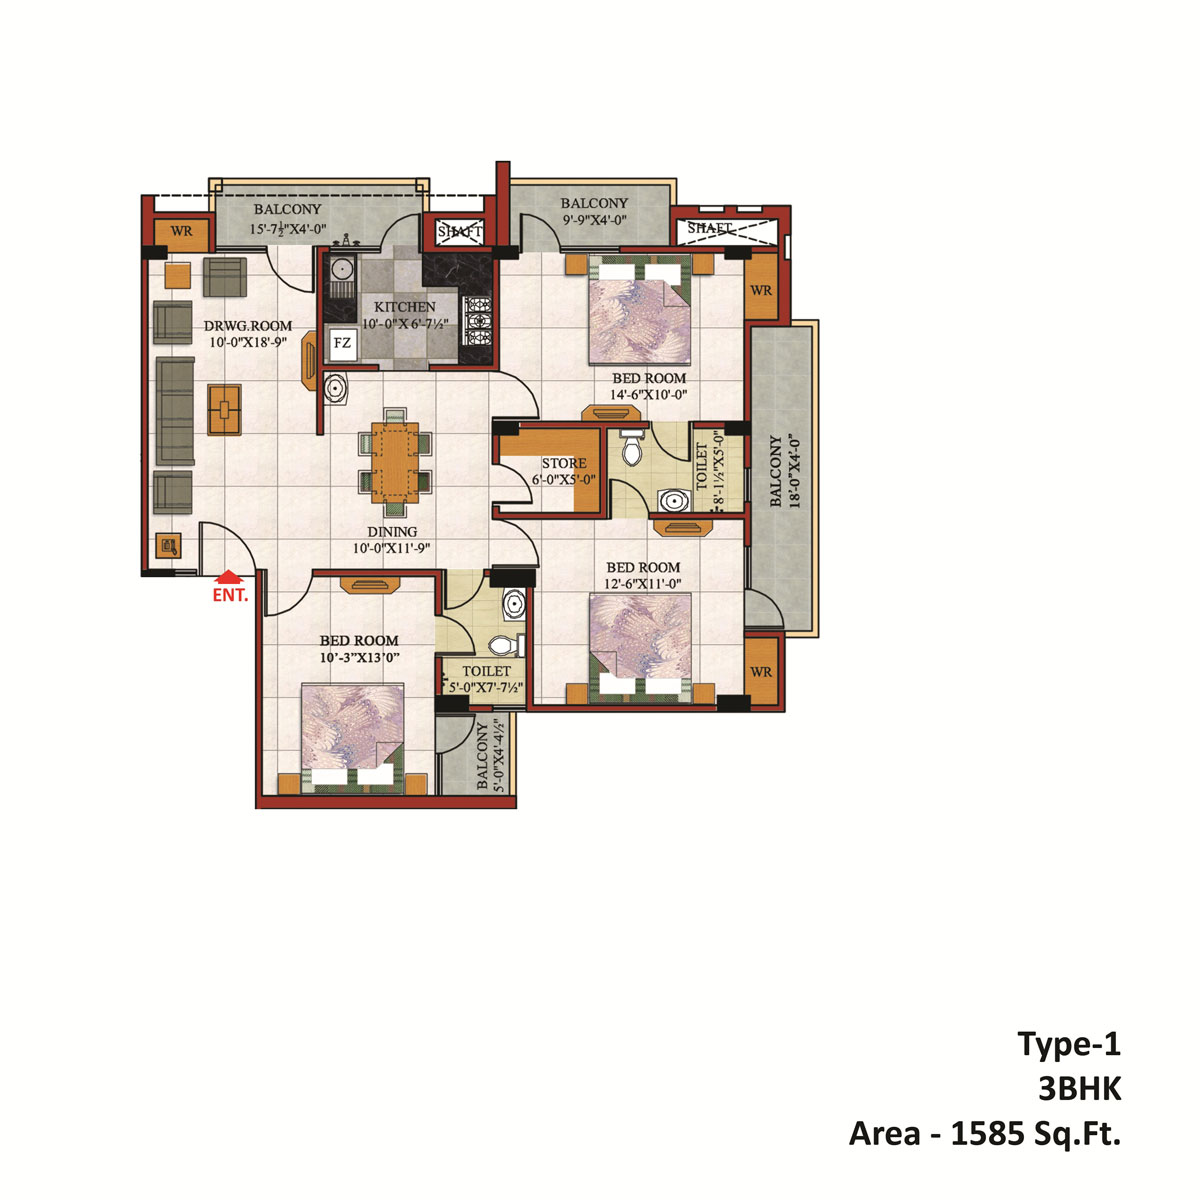 BALCONY
15'-7½"X4'-0"
BALCONY
9'-9"X4'-0"
WR
SHAFT
SHAFT
KITCHEN
10'-0"X 6'-7½"
FZ
DRWG.ROOM
10'-0"X18'-9"
WR
BED ROOM
14'-6"X10'-0"
STORE
6'-0"X5'-0"
TOILET
8'-1½"X5'-0"
BALCONY
18'-0"X4'-0"
DINING
10'-0"X11'-9"
BED ROOM
12'-6"X11'-0"
ENT.
BED ROOM
10'-3"X13'0"
TOILET
5'-0"X7'-7½"
WR
BALCONY
5'-0"X4'-4½"
Type-1
3BHK
Area - 1585 Sq.Ft.